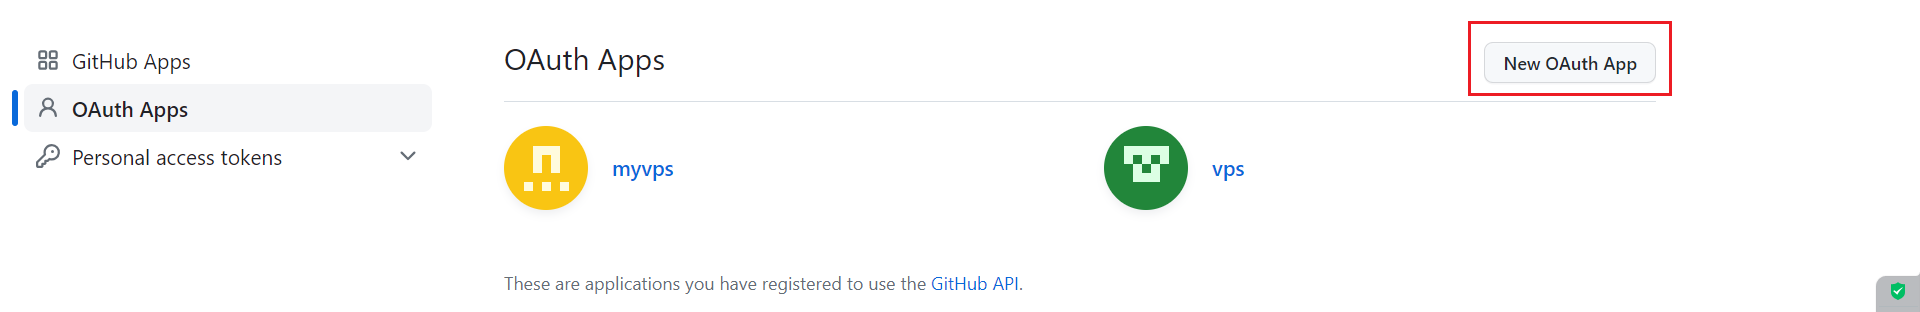 GitHub Apps
OAuth Apps
Personal access tokens
OAuth Apps
New OAuth App
myvps
vps
These are applications you have registered to use the GitHub API.